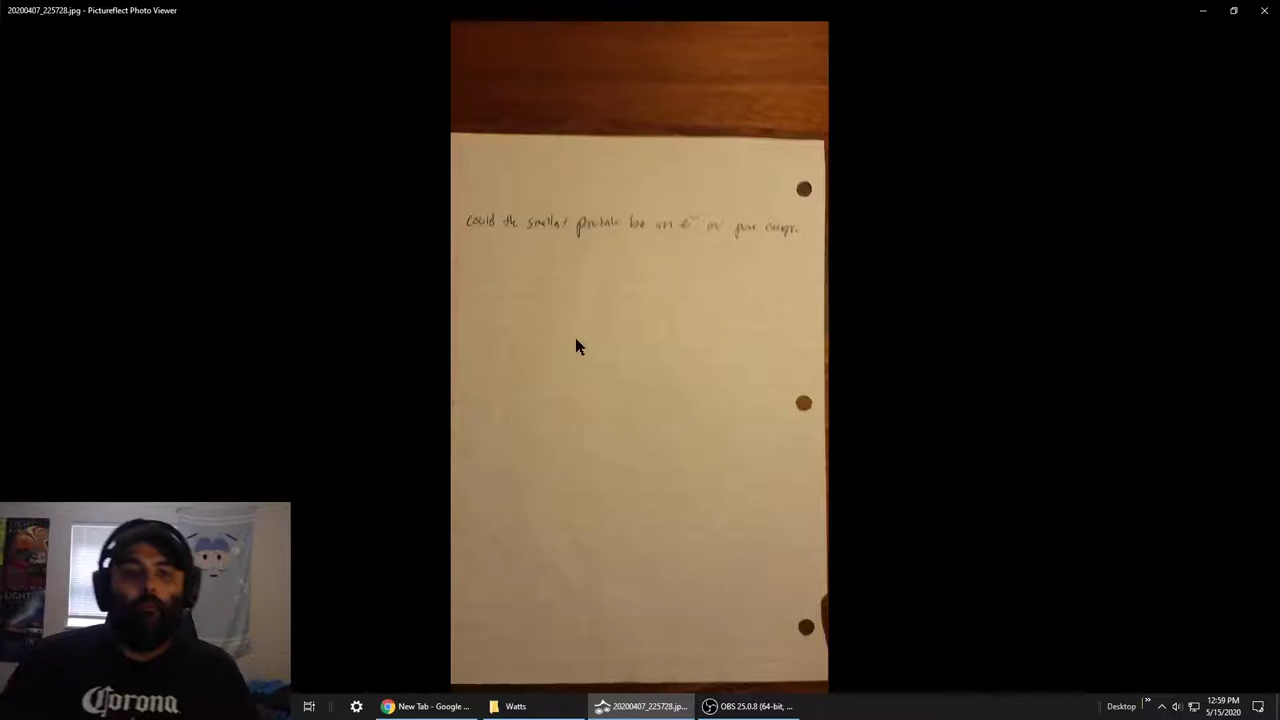 20200407_225728.jpg - Pictureflect Photo Viewer
could the smallest be an e⁻ or pure energy.
Corona
New Tab - Google ...
Watts
20200407_225728.jp...
OBS 25.0.8 (64-bit, ...
Desktop
12:59 PM
5/15/2020